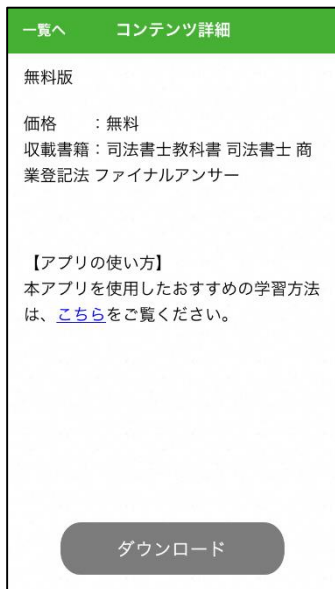 一覧へ コンテンツ詳細
無料版
価格　：無料
収載書籍：司法書士教科書 司法書士 商
業登記法 ファイナルアンサー
【アプリの使い方】
本アプリを使用したおすすめの学習方法
は、こちらをご覧ください。
ダウンロード